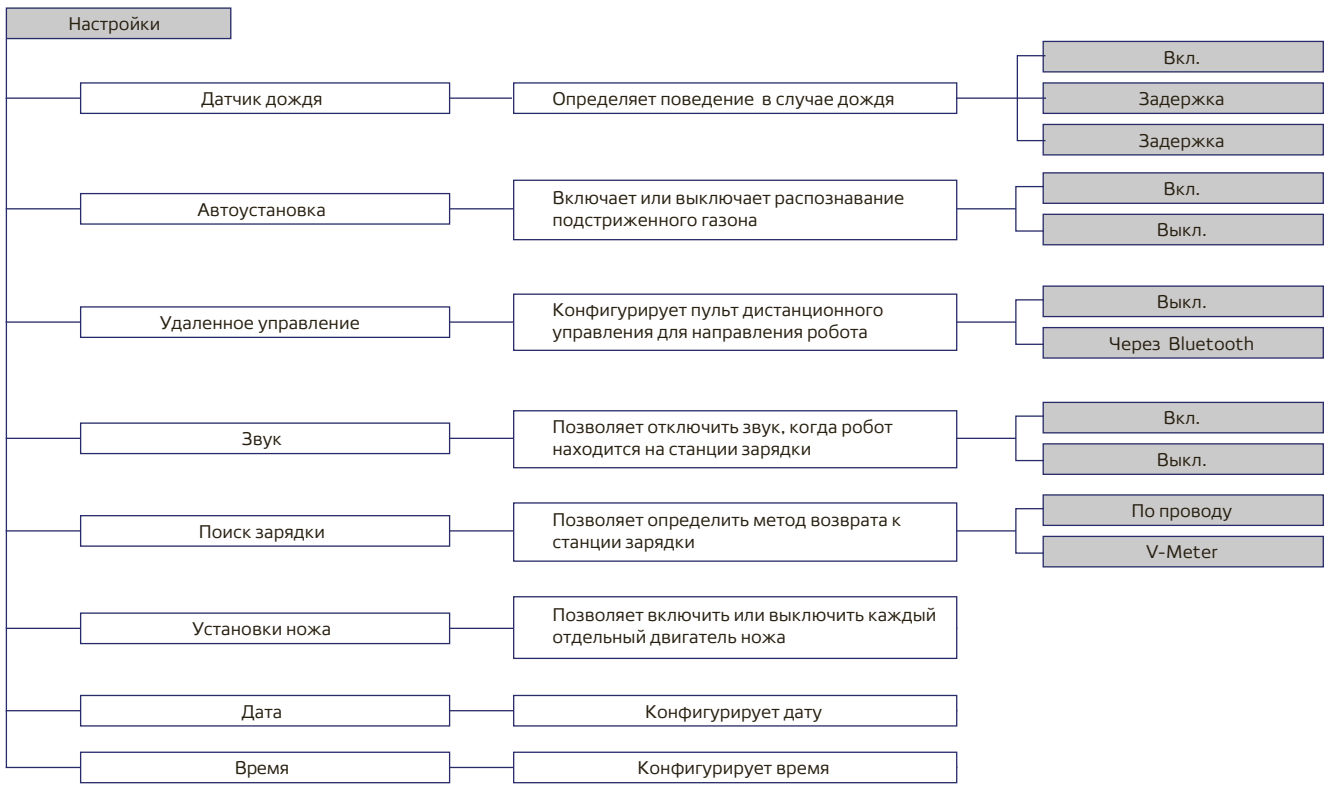 Настройки
Вкл.
Датчик дождя
Определяет поведение в случае дождя
Задержка
Задержка
Автоустановка
Включает или выключает распознавание
подстриженного газона
Вкл.
Выкл.
Удаленное управление
Конфигурирует пульт дистанционного
управления для направления робота
Выкл.
Через Bluetooth
Звук
Позволяет отключить звук, когда робот
находится на станции зарядки
Вкл.
Выкл.
Поиск зарядки
Позволяет определить метод возврата к
станции зарядки
По проводу
V-Meter
Установки ножа
Позволяет включить или выключить каждый
отдельный двигатель ножа
Дата
Конфигурирует дату
Время
Конфигурирует время